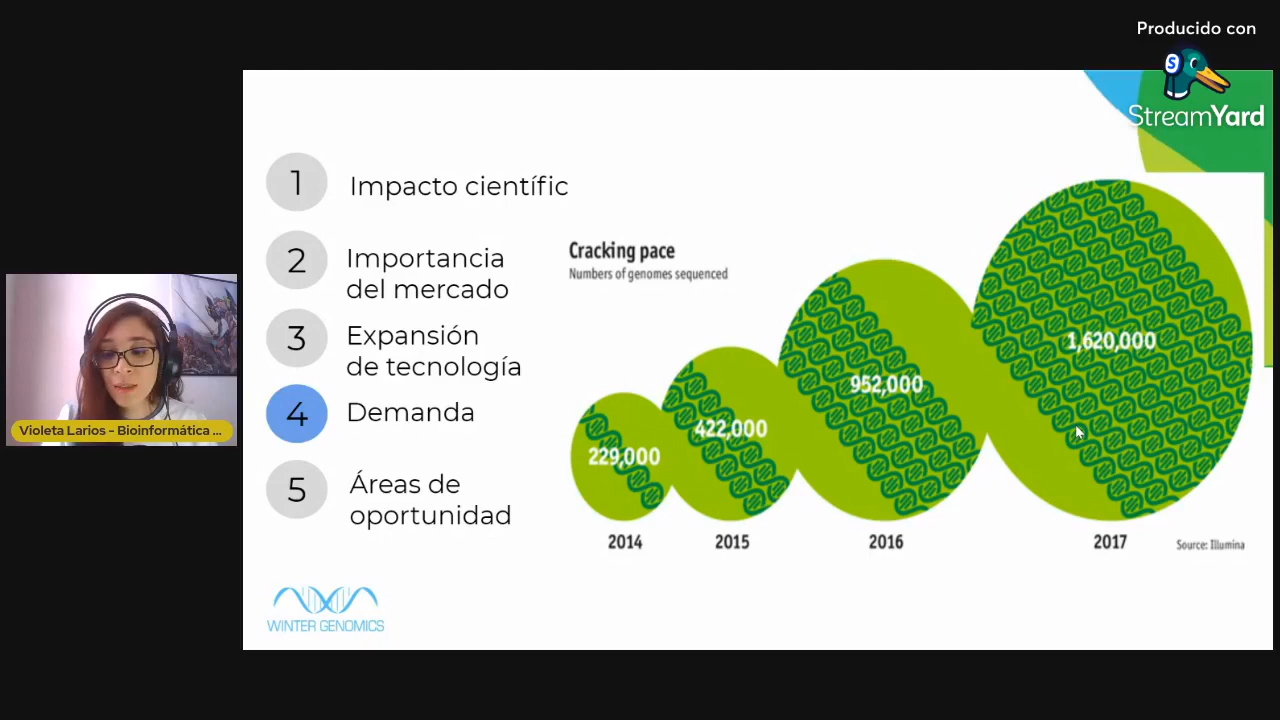 Producido con
StreamYard
1
Impacto científic
2
Importancia
del mercado
3
Expansión
de tecnología
4
Demanda
5
Áreas de
oportunidad
Cracking pace
Numbers of genomes sequenced
229,000
422,000
952,000
1,620,000
2014
2015
2016
2017
Source: Illumina
WINTER GENOMICS
Violeta Larios - Bioinformática ...